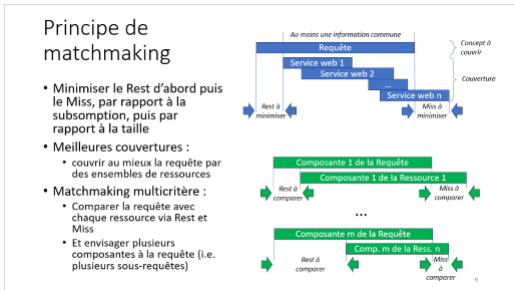 Principe de
matchmaking
• Minimiser le Rest d'abord puis
le Miss, par rapport à la
subsomption, puis par
rapport à la taille
• Meilleures couvertures :
• couvrir au mieux la requête par
des ensembles de ressources
• Matchmaking multicritère :
• Comparer la requête avec
chaque ressource via Rest et
Miss
• Et envisager plusieurs
composantes à la requête (i.e.
plusieurs sous-requêtes)
Au moins une information commune
Requête
Concept à
couvrir
Service web 1
Service web 2
...
Service web n
Couverture
Rest à
minimiser
Miss à
minimiser
Composante 1 de la Requête
Composante 1 de la Ressource 1
Rest à
comparer
Miss à
comparer
...
Composante m de la Requête
Comp. m de la Ress. n
Rest à
comparer
Miss
à
comparer
9